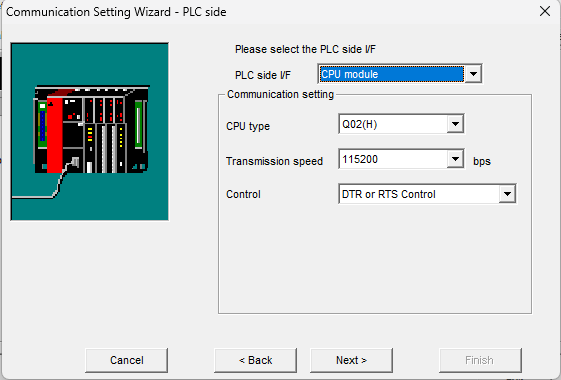 Communication Setting Wizard - PLC side
Please select the PLC side I/F
PLC side I/F
CPU module
Communication setting
CPU type
Q02(H)
Transmission speed
115200
bps
Control
DTR or RTS Control
Cancel
< Back
Next >
Finish